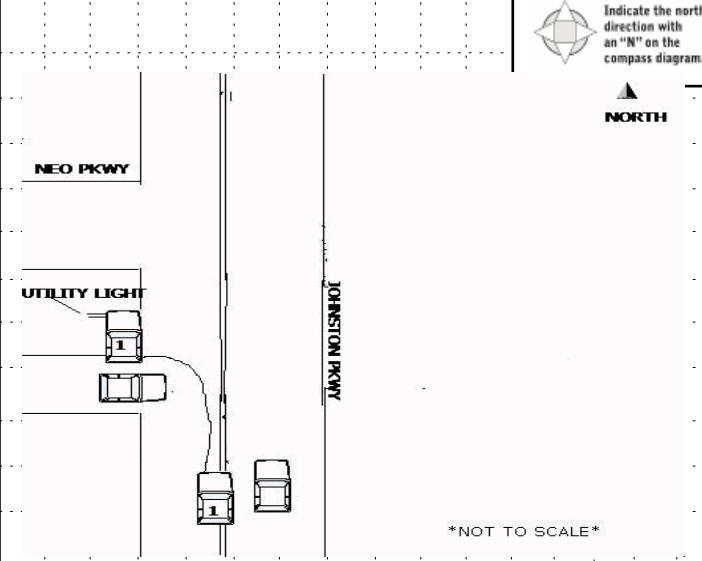 Indicate the north
direction with
an "N" on the
compass diagram.
NORTH
NEO PKWY
UTILITY LIGHT
1
JOHNSTON PKWY
1
*NOT TO SCALE*